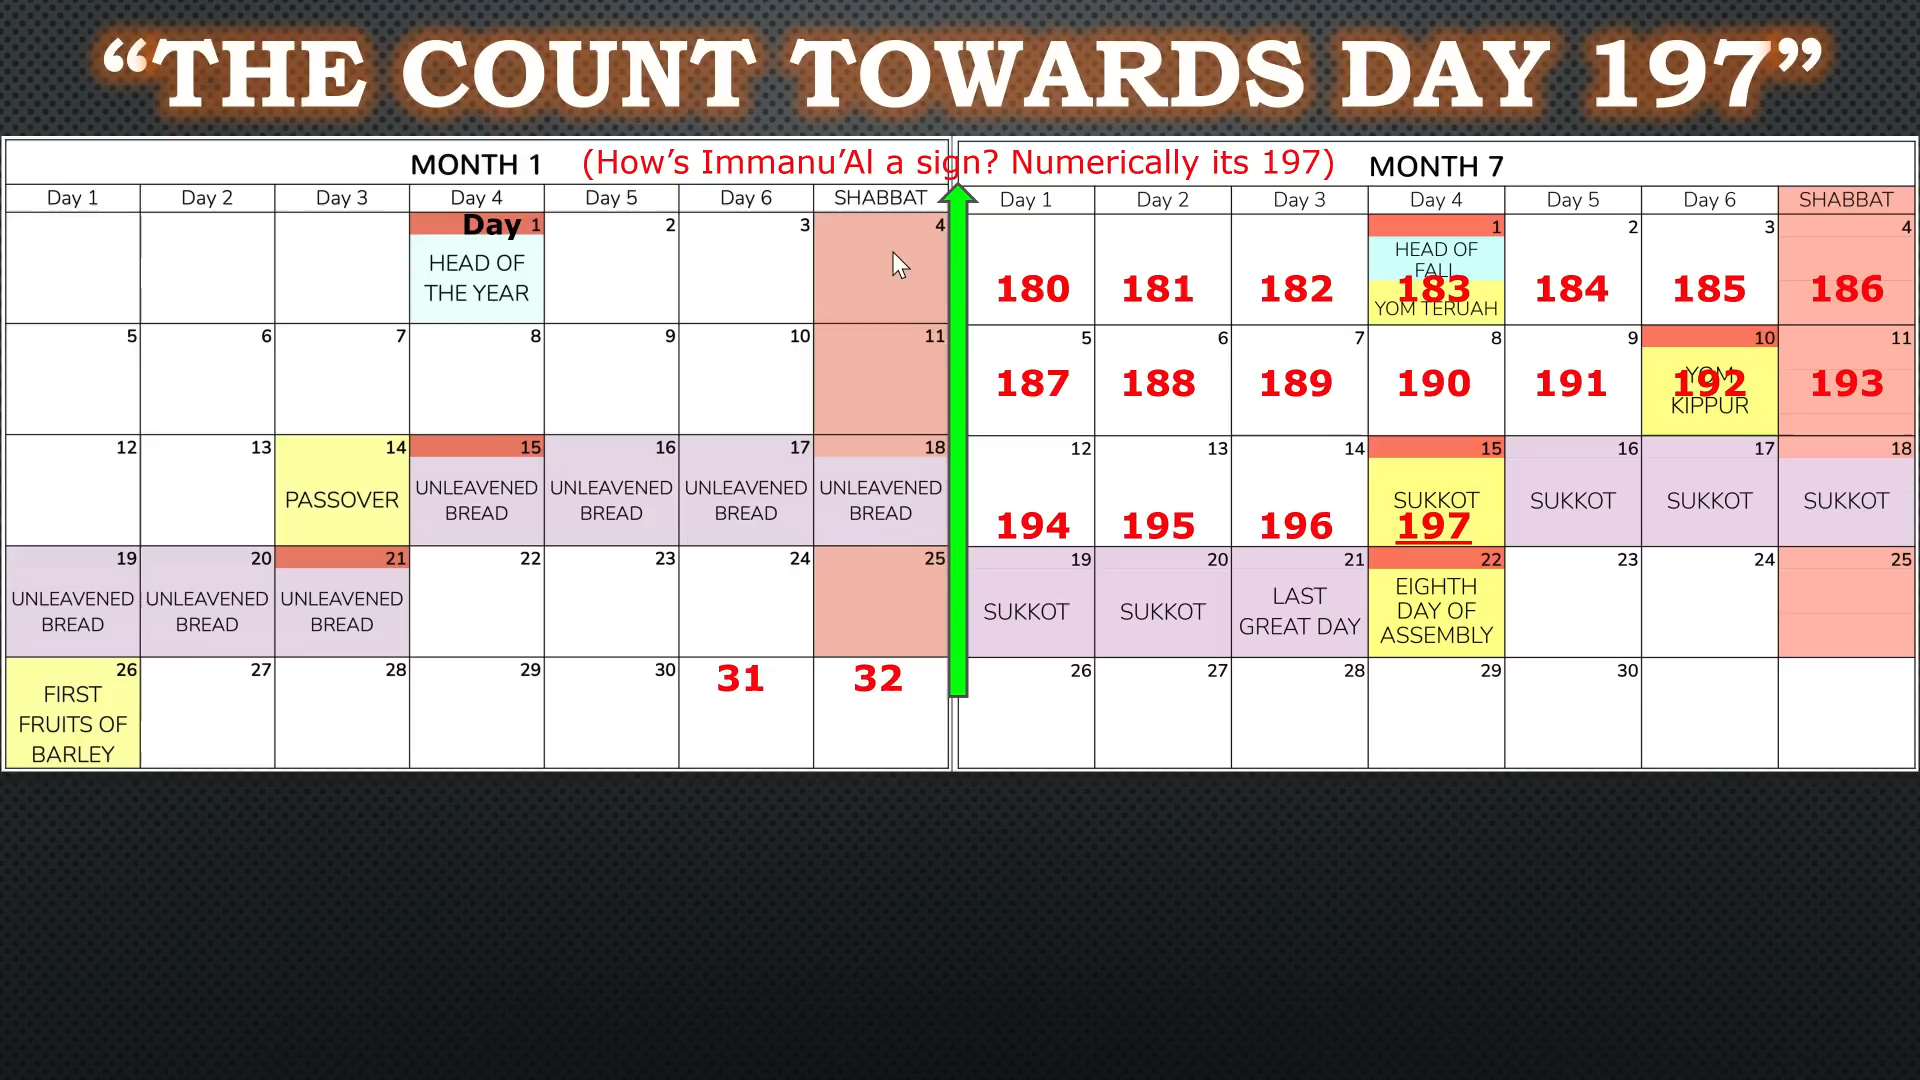 “THE COUNT TOWARDS DAY 197”
MONTH 1 (How’s Immanu’Al a sign? Numerically its 197) MONTH 7
Day 1 Day 2 Day 3 Day 4 Day 5 Day 6 SHABBAT
Day 1 2 3 4
HEAD OF
THE YEAR
5 6 7 8 9 10 11
12 13 14 15 16 17 18
PASSOVER
UNLEAVENED
BREAD
UNLEAVENED
BREAD
UNLEAVENED
BREAD
UNLEAVENED
BREAD
19 20 21 22 23 24 25
UNLEAVENED
BREAD
UNLEAVENED
BREAD
UNLEAVENED
BREAD
26 27 28 29 30 31 32
FIRST
FRUITS OF
BARLEY
Day 1 Day 2 Day 3 Day 4 Day 5 Day 6 SHABBAT
1 2 3 4
HEAD OF
FALL
180 181 182 183 184 185 186
YOM TERUAH
5 6 7 8 9 10 11
YOM
187 188 189 190 191 192 193
KIPPUR
12 13 14 15 16 17 18
SUKKOT SUKKOT SUKKOT SUKKOT
194 195 196 197
19 20 21 22 23 24 25
SUKKOT SUKKOT
LAST
GREAT DAY
EIGHTH
DAY OF
ASSEMBLY
26 27 28 29 30